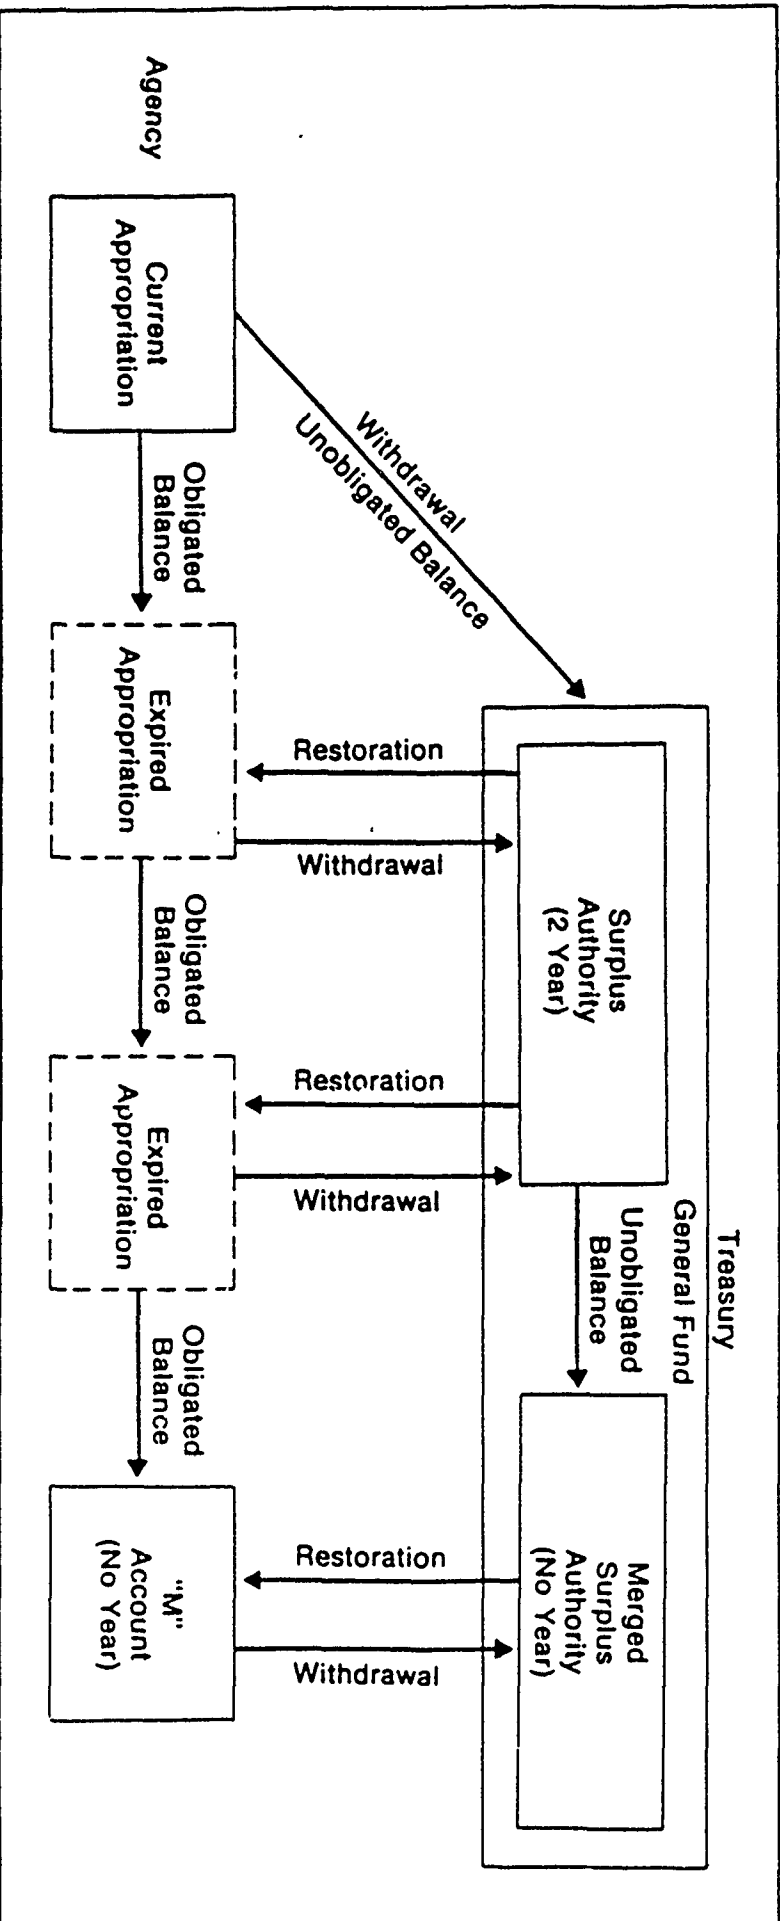 Treasury
General Fund
Surplus
Authority
(2 Year)
Unobligated
Balance
Merged
Surplus
Authority
(No Year)
Withdrawal
Unobligated Balance
Restoration
Withdrawal
Restoration
Withdrawal
Restoration
Withdrawal
Agency
Current
Appropriation
Obligated
Balance
Expired
Appropriation
Obligated
Balance
Expired
Appropriation
Obligated
Balance
"M"
Account
(No Year)